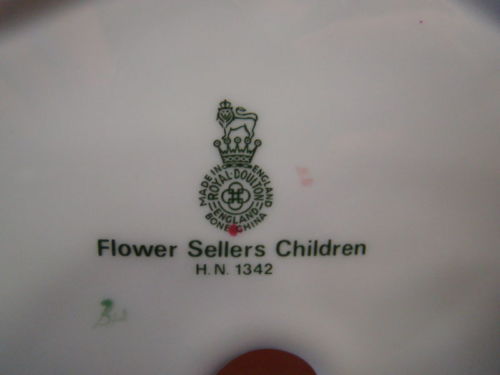 MADE IN ENGLAND
ROYAL·DOULTON
ENGLAND
BONE CHINA
Flower Sellers Children
H.N. 1342